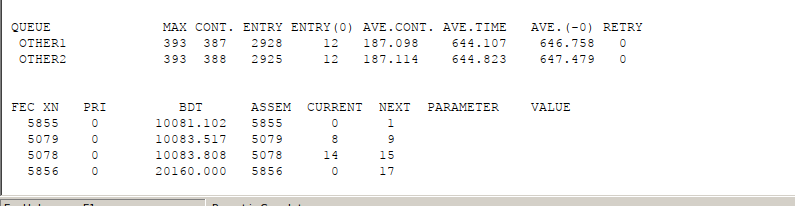 QUEUE MAX CONT. ENTRY ENTRY(0) AVE.CONT. AVE.TIME AVE.(-0) RETRY
OTHER1 393 387 2928 12 187.098 644.107 646.758 0
OTHER2 393 388 2925 12 187.114 644.823 647.479 0
FEC XN PRI BDT ASSEM CURRENT NEXT PARAMETER VALUE
5855 0 10081.102 5855 0 1
5079 0 10083.517 5079 8 9
5078 0 10083.808 5078 14 15
5856 0 20160.000 5856 0 17